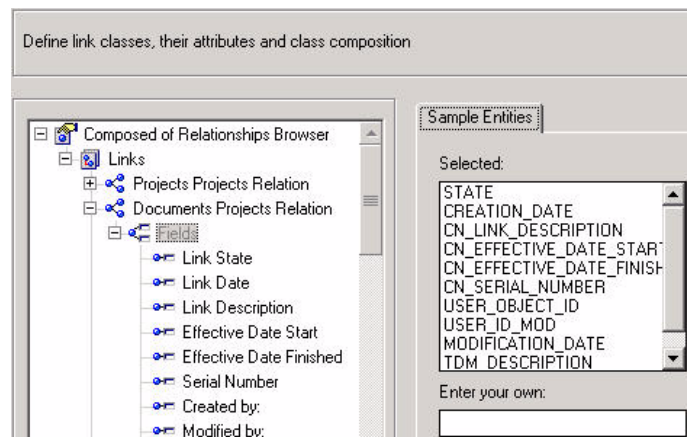 Define link classes, their attributes and class composition
Composed of Relationships Browser
Links
Projects Projects Relation
Documents Projects Relation
Fields
Link State
Link Date
Link Description
Effective Date Start
Effective Date Finished
Serial Number
Created by:
Modified by:
Sample Entities
Selected:
STATE
CREATION_DATE
CN_LINK_DESCRIPTION
CN_EFFECTIVE_DATE_START
CN_EFFECTIVE_DATE_FINISH
CN_SERIAL_NUMBER
USER_OBJECT_ID
USER_ID_MOD
MODIFICATION_DATE
TDM_DESCRIPTION
Enter your own: